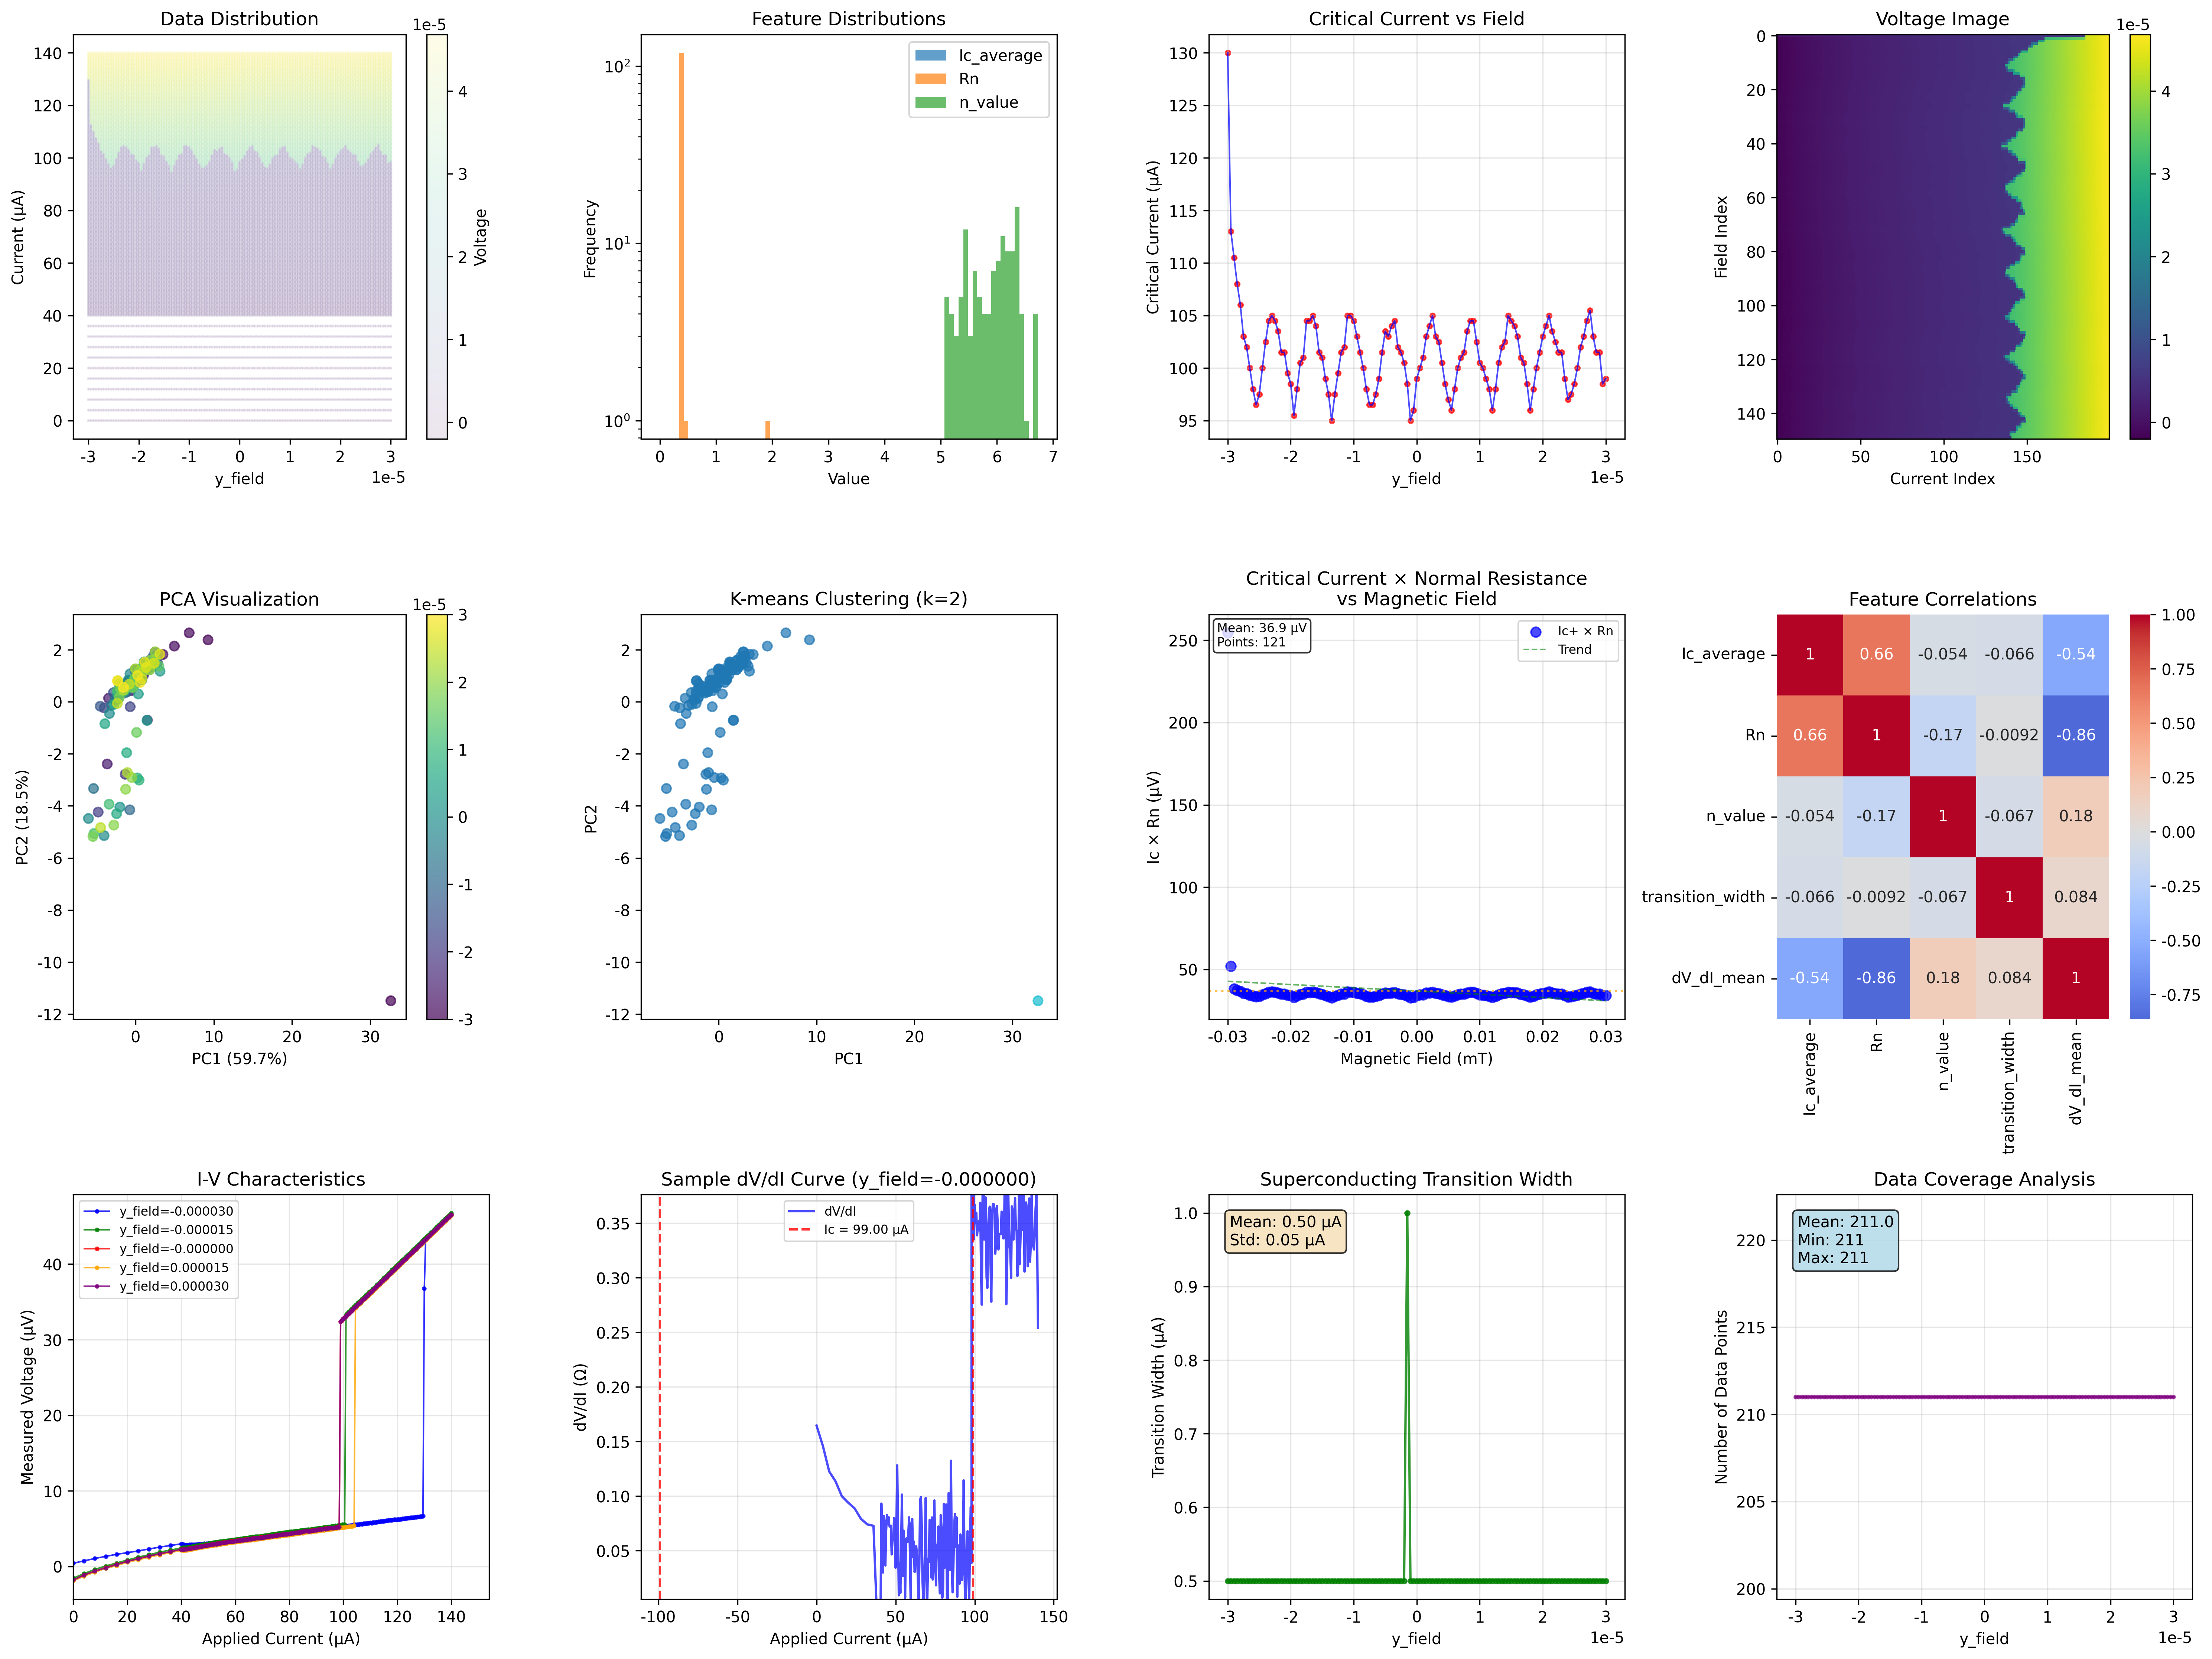 Data Distribution
1e-5
140
120
100
80
60
40
20
0
Current (μA)
-3
-2
-1
0
1
2
3
1e-5
y_field
4
3
2
1
0
Voltage
Feature Distributions
Ic_average
Rn
n_value
10²
10¹
10⁰
Frequency
0
1
2
3
4
5
6
7
Value
Critical Current vs Field
130
125
120
115
110
105
100
95
Critical Current (μA)
-3
-2
-1
0
1
2
3
1e-5
y_field
Voltage Image
1e-5
0
20
40
60
80
100
120
140
Field Index
0
50
100
150
Current Index
4
3
2
1
0
PCA Visualization
1e-5
2
0
-2
-4
-6
-8
-10
-12
PC2 (18.5%)
0
10
20
30
PC1 (59.7%)
3
2
1
0
-1
-2
-3
K-means Clustering (k=2)
2
0
-2
-4
-6
-8
-10
-12
PC2
0
10
20
30
PC1
Critical Current × Normal Resistance
vs Magnetic Field
Mean: 36.9 μV
Points: 121
Ic+ × Rn
Trend
250
200
150
100
50
Ic × Rn (μV)
-0.03
-0.02
-0.01
0.00
0.01
0.02
0.03
Magnetic Field (mT)
Feature Correlations
Ic_average
1
0.66
-0.054
-0.066
-0.54
Rn
0.66
1
-0.17
-0.0092
-0.86
n_value
-0.054
-0.17
1
-0.067
0.18
transition_width
-0.066
-0.0092
-0.067
1
0.084
dV_dI_mean
-0.54
-0.86
0.18
0.084
1
Ic_average
Rn
n_value
transition_width
dV_dI_mean
1.00
0.75
0.50
0.25
0.00
-0.25
-0.50
-0.75
I-V Characteristics
y_field=-0.000030
y_field=-0.000015
y_field=-0.000000
y_field=0.000015
y_field=0.000030
40
30
20
10
0
Measured Voltage (μV)
0
20
40
60
80
100
120
140
Applied Current (μA)
Sample dV/dI Curve (y_field=-0.000000)
dV/dI
Ic = 99.00 μA
0.35
0.30
0.25
0.20
0.15
0.10
0.05
dV/dI (Ω)
-100
-50
0
50
100
150
Applied Current (μA)
Superconducting Transition Width
Mean: 0.50 μA
Std: 0.05 μA
1.0
0.9
0.8
0.7
0.6
0.5
Transition Width (μA)
-3
-2
-1
0
1
2
3
1e-5
y_field
Data Coverage Analysis
Mean: 211.0
Min: 211
Max: 211
220
215
210
205
200
Number of Data Points
-3
-2
-1
0
1
2
3
1e-5
y_field